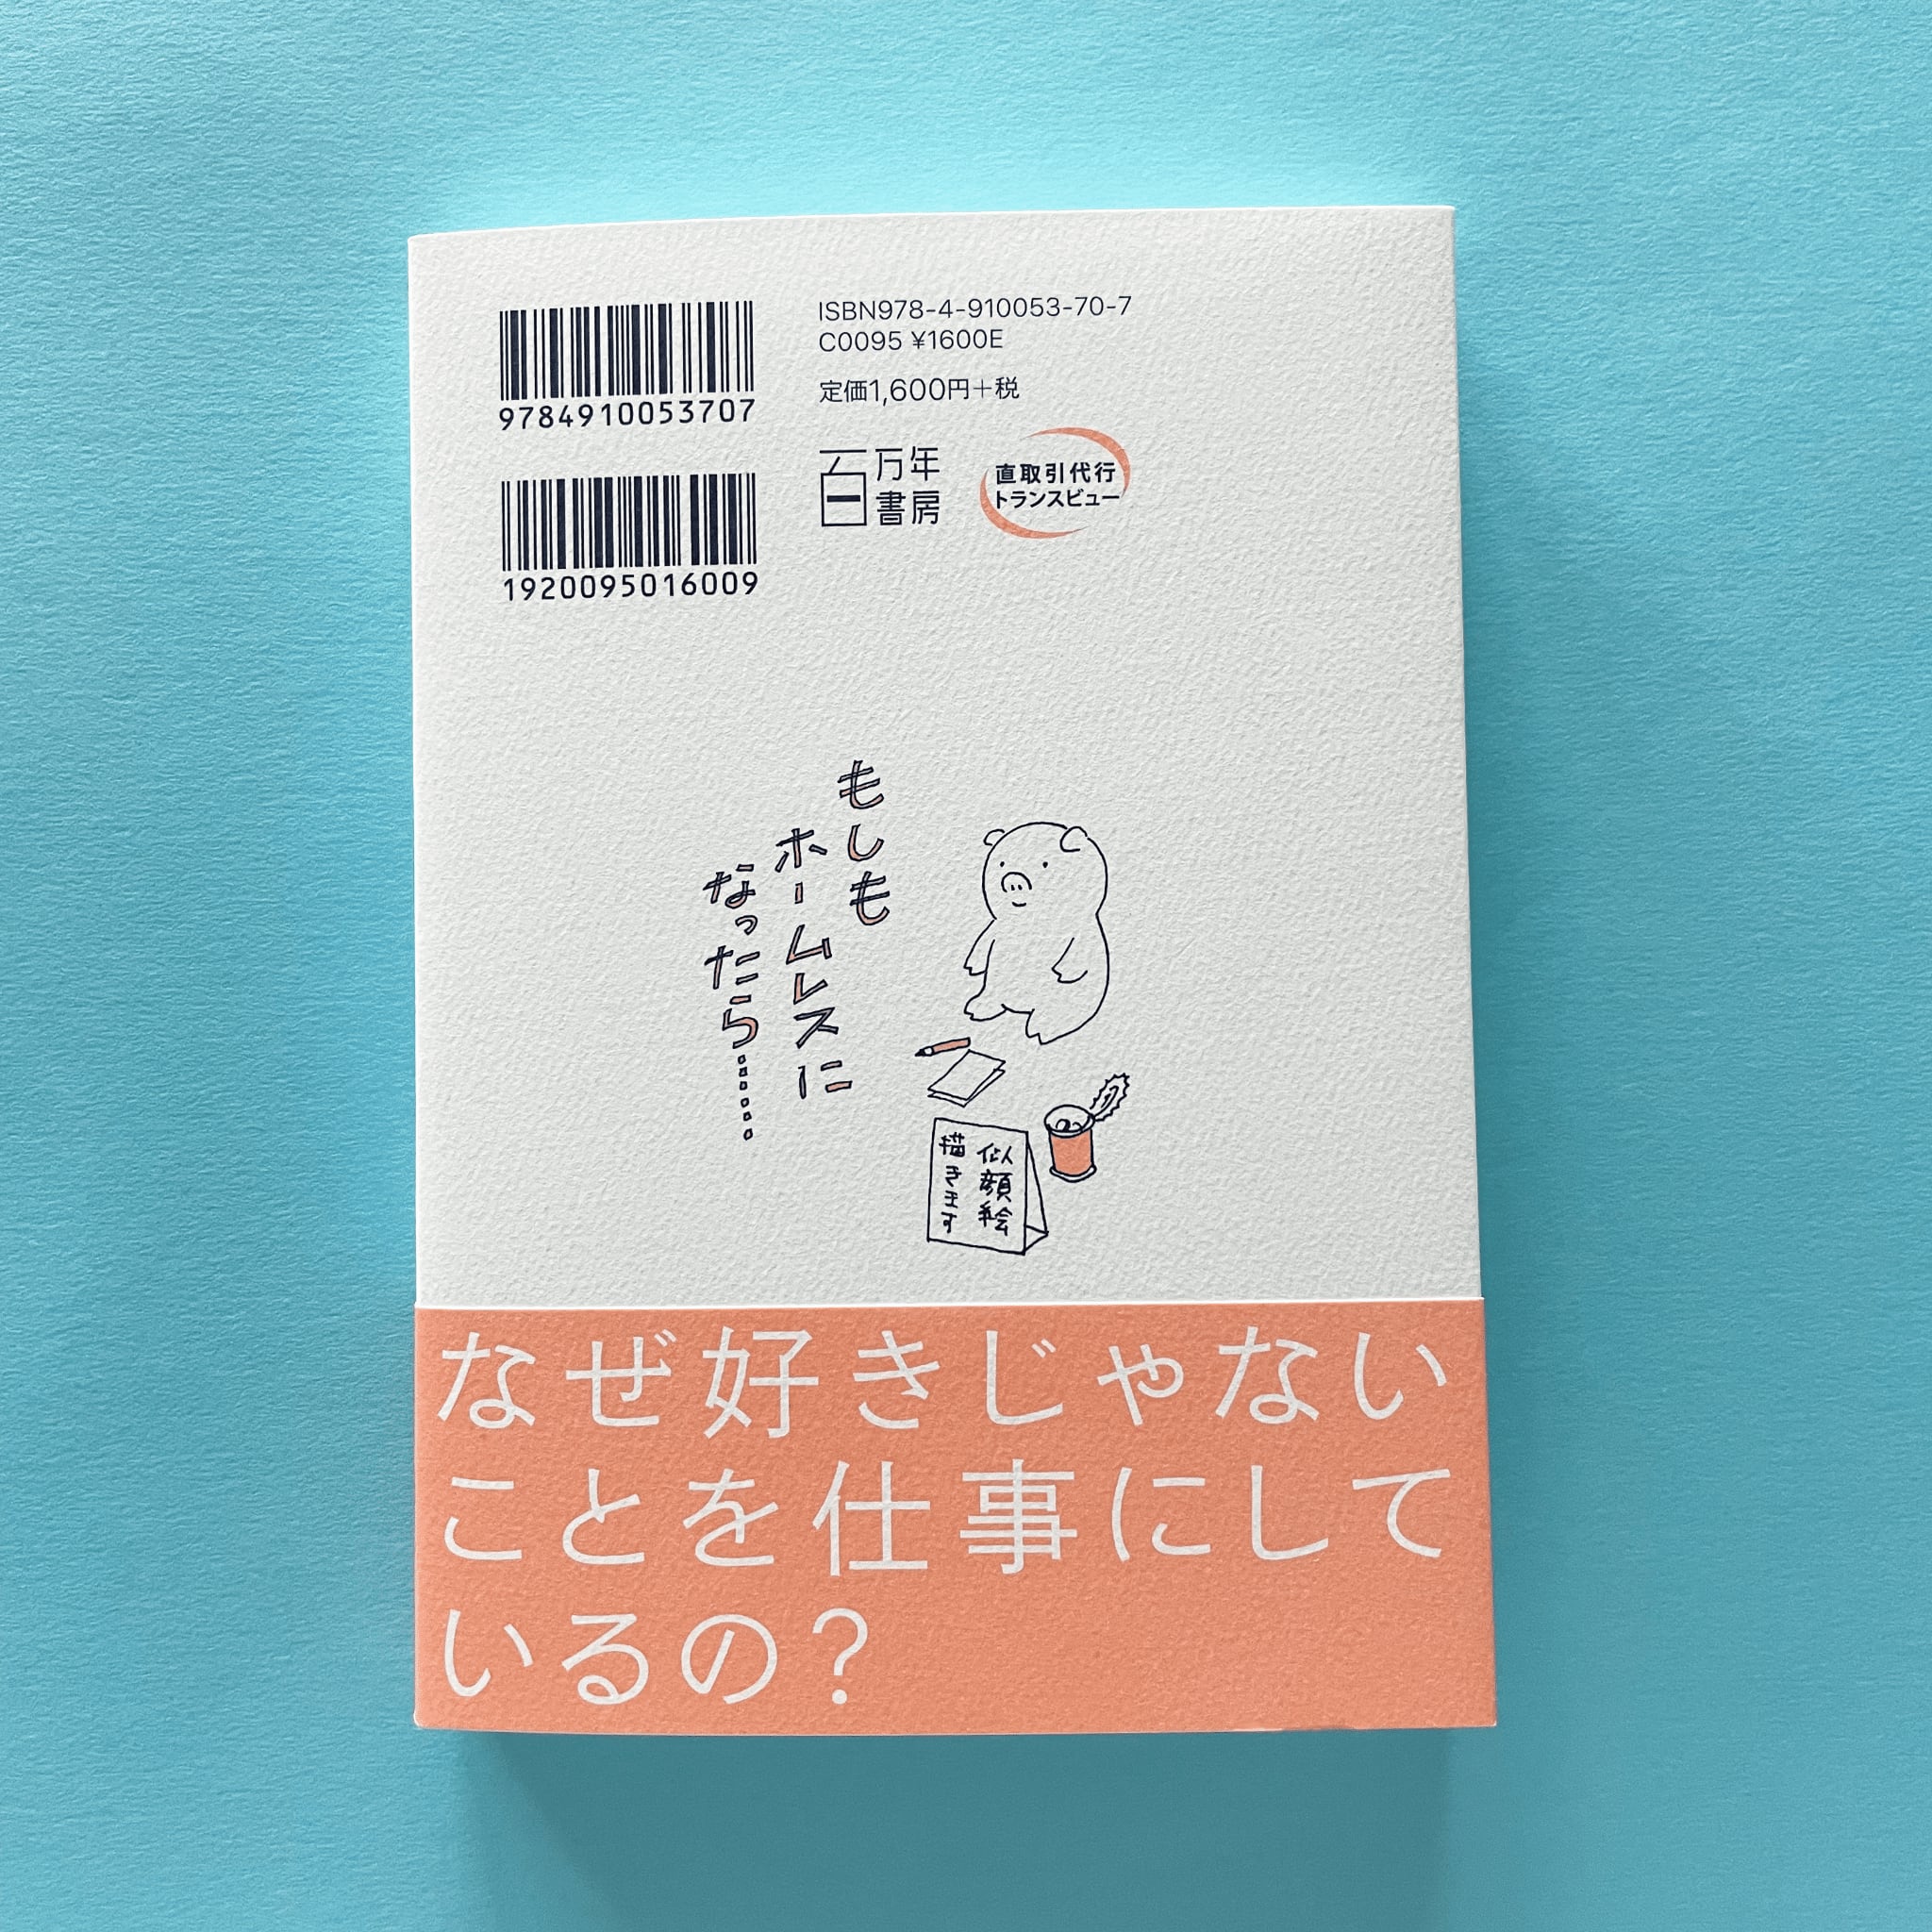 9784910053707
1920095016009
ISBN978-4-910053-70-7
C0095 ¥1600E
定価1,600円+税
百万年
書房
直取引代行
トランスビュー
もしも
ホームレスに
なったら……
似顔絵
描きます
なぜ好きじゃない
ことを仕事にして
いるの？